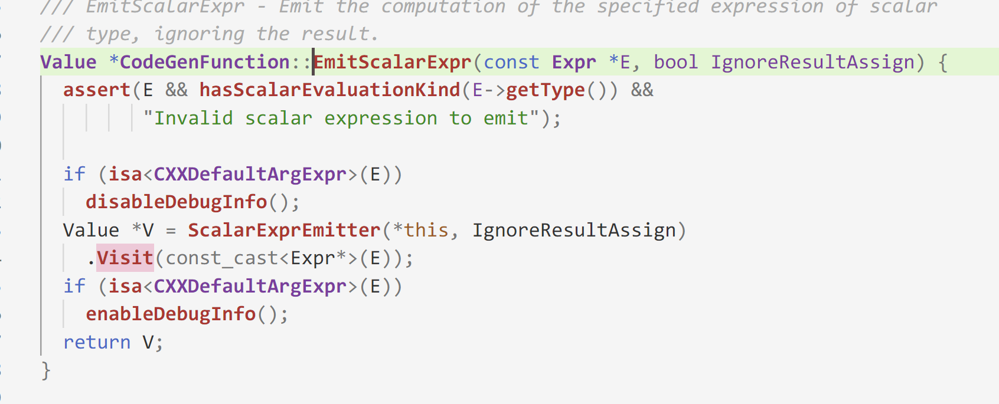 /// EmitScalarExpr - Emit the computation of the specified expression of scalar
/// type, ignoring the result.
Value *CodeGenFunction::EmitScalarExpr(const Expr *E, bool IgnoreResultAssign) {
  assert(E && hasScalarEvaluationKind(E->getType()) &&
         "Invalid scalar expression to emit");

  if (isa<CXXDefaultArgExpr>(E))
    disableDebugInfo();
  Value *V = ScalarExprEmitter(*this, IgnoreResultAssign)
    .Visit(const_cast<Expr*>(E));
  if (isa<CXXDefaultArgExpr>(E))
    enableDebugInfo();
  return V;
}